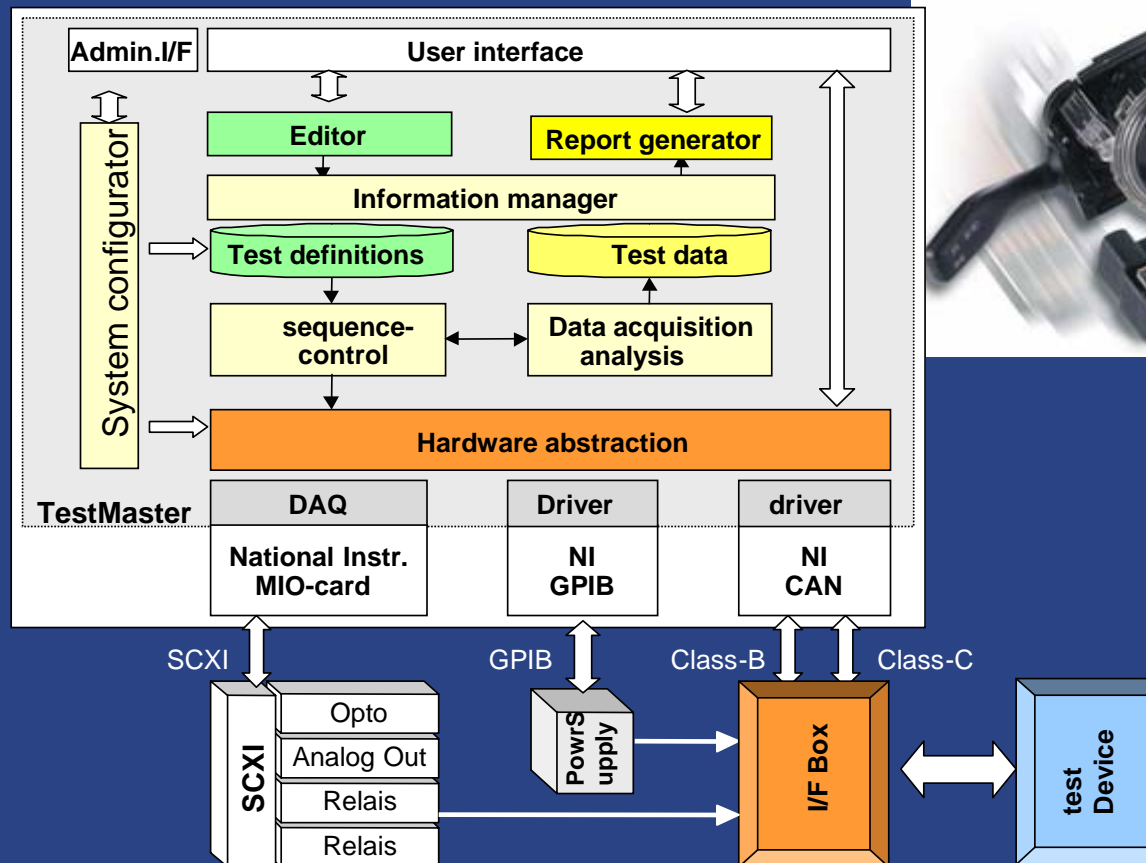 Admin.I/F
User interface
Editor
Report generator
Information manager
System configurator
Test definitions
Test data
sequence-
control
Data acquisition
analysis
Hardware abstraction
TestMaster
DAQ
Driver
driver
National Instr.
MIO-card
NI
GPIB
NI
CAN
SCXI
GPIB
Class-B
Class-C
SCXI
Opto
Analog Out
Relais
Relais
PowrS
upply
I/F Box
test
Device